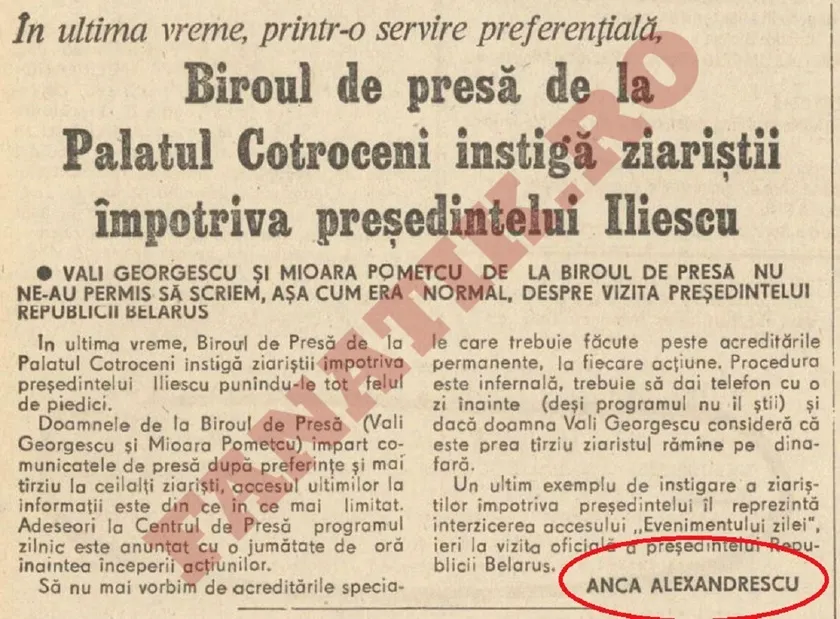 În ultima vreme, printr-o servire preferențială,
Biroul de presă de la
Palatul Cotroceni instigă ziariștii
împotriva președintelui Iliescu
● VALI GEORGESCU ȘI MIOARA POMETCU DE LA BIROUL DE PRESĂ NU
NE-AU PERMIS SĂ SCRIEM, AȘA CUM ERA NORMAL, DESPRE VIZITA PREȘEDINTELUI
REPUBLICII BELARUS
In ultima vreme, Biroul de Presă de la
Palatul Cotroceni instigă ziariștii împotriva
președintelui Iliescu punîndu-le tot felul
de piedici.
Doamnele de la Biroul de Presă (Vali
Georgescu și Mioara Pometcu) împart co-
municatele de presă după preferințe și mai
tîrziu la ceilalți ziariști, accesul ultimilor la
informații este din ce în ce mai limitat.
Adeseori la Centrul de Presă programul
zilnic este anunțat cu o jumătate de oră
înaintea începerii acțiunilor.
Să nu mai vorbim de acreditările specia-
le care trebuie făcute peste acreditările
permanente, la fiecare acțiune. Procedura
este infernală, trebuie să dai telefon cu o
zi înainte (deși programul nu îl știi) și
dacă doamna Vali Georgescu consideră că
este prea tîrziu ziaristul rămîne pe dina-
fară.
Un ultim exemplu de instigare a ziariș-
tilor împotriva președintelui îl reprezintă
interzicerea accesului „Evenimentului zilei",
ieri la vizita oficială a președintelui Repu-
blicii Belarus.
ANCA ALEXANDRESCU
FANATIK.RO